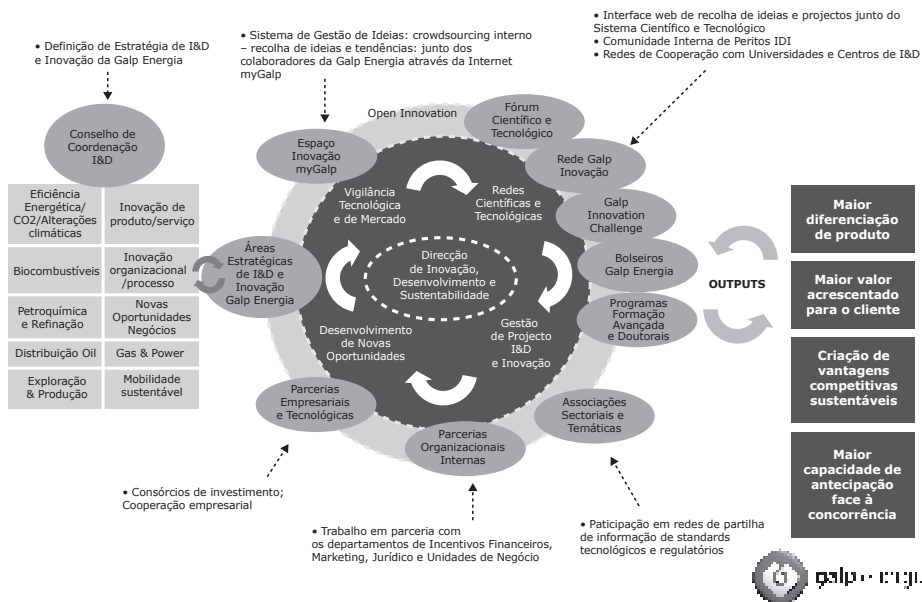 • Definição de Estratégia de I&D
e Inovação da Galp Energia
• Sistema de Gestão de Ideias: crowdsourcing interno
– recolha de ideias e tendências: junto dos
colaboradores da Galp Energia através da Internet
myGalp
• Interface web de recolha de ideias e projectos junto do
Sistema Científico e Tecnológico
• Comunidade Interna de Peritos IDI
• Redes de Cooperação com Universidades e Centros de I&D
Conselho de
Coordenação
I&D
Eficiência
Energética/
CO2/Alterações
climáticas
Inovação de
produto/serviço
Biocombustíveis
Inovação
organizacional
/processo
Petroquímica
e Refinação
Novas
Oportunidades
Negócios
Distribuição Oil
Gas & Power
Exploração
& Produção
Mobilidade
sustentável
Open Innovation
Espaço
Inovação
myGalp
Fórum
Científico e
Tecnológico
Rede Galp
Inovação
Galp
Innovation
Challenge
Bolseiros
Galp Energia
Programas
Formação
Avançada
e Doutorais
Áreas
Estratégicas
de I&D e
Inovação
Galp Energia
Vigilância
Tecnológica
e de Mercado
Redes
Científicas e
Tecnológicas
Direcção
de Inovação,
Desenvolvimento e
Sustentabilidade
Desenvolvimento
de Novas
Oportunidades
Gestão
de Projecto
I&D
e Inovação
Parcerias
Empresariais
e Tecnológicas
Parcerias
Organizacionais
Internas
Associações
Sectoriais e
Temáticas
OUTPUTS
Maior
diferenciação
de produto
Maior valor
acrescentado
para o cliente
Criação de
vantagens
competitivas
sustentáveis
Maior
capacidade de
antecipação
face à
concorrência
• Consórcios de investimento;
Cooperação empresarial
• Trabalho em parceria com
os departamentos de Incentivos Financeiros,
Marketing, Jurídico e Unidades de Negócio
• Paticipação em redes de partilha
de informação de standards
tecnológicos e regulatórios
galp